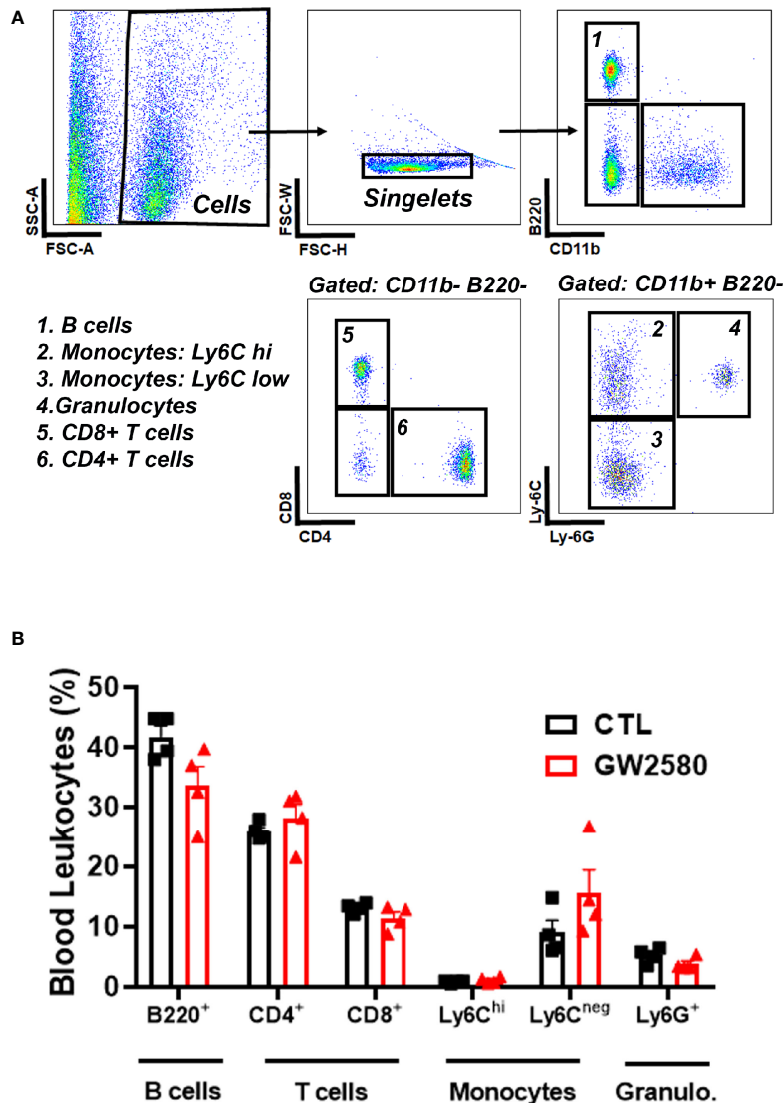 A
SSC-A
Cells
FSC-A
FSC-W
Singelets
FSC-H
1
B220
CD11b
Gated: CD11b- B220-
Gated: CD11b+ B220-
1. B cells
2. Monocytes: Ly6C hi
3. Monocytes: Ly6C low
4.Granulocytes
5. CD8+ T cells
6. CD4+ T cells
5
6
CD8
CD4
2
4
3
Ly-6C
Ly-6G
B
Blood Leukocytes (%)
50
40
30
20
10
0
CTL
GW2580
B220⁺ CD4⁺ CD8⁺ Ly6Cʰⁱ Ly6Cⁿᵉᵍ Ly6G⁺
B cells T cells Monocytes Granulo.